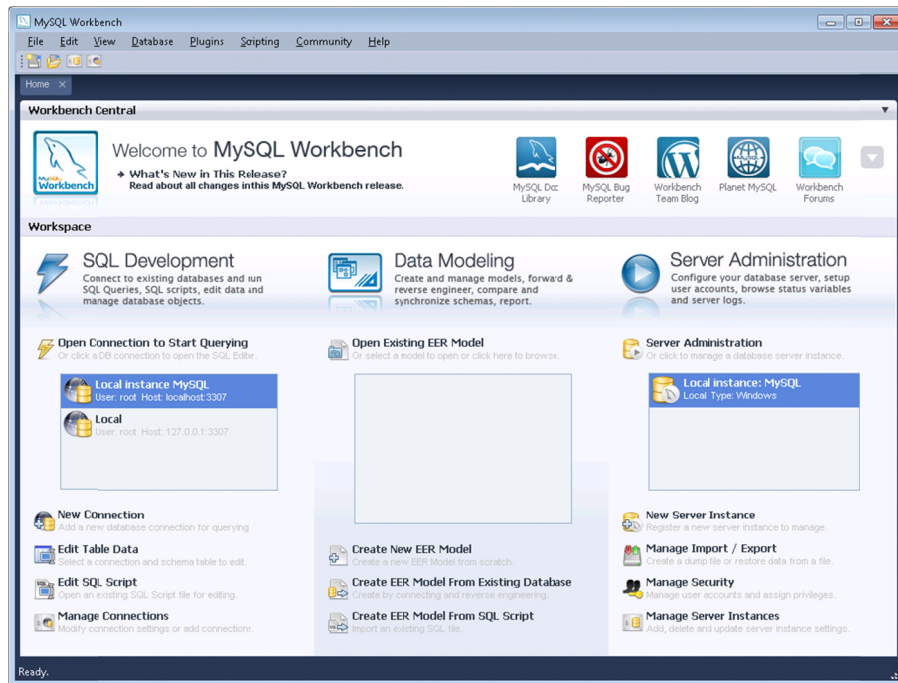 MySQL Workbench
File Edit View Database Plugins Scripting Community Help
Home
Workbench Central
Welcome to MySQL Workbench
What's New in This Release?
Read about all changes inthis MySQL Workbench release.
MySQL Workbench
MySQL Doc Library
MySQL Bug Reporter
Workbench Team Blog
Planet MySQL
Workbench Forums
Workspace
SQL Development
Connect to existing databases and run
SQL Queries, SQL scripts, edit data and
manage database objects.
Data Modeling
Create and manage models, forward &
reverse engineer, compare and
synchronize schemas, report.
Server Administration
Configure your database server, setup
user accounts, browse status variables
and server logs.
Open Connection to Start Querying
Or click a DB connection to open the SQL Editor.
Local instance MySQL
User: root Host: localhost:3307
Local
User: root Host: 127.0.0.1:3307
New Connection
Add a new database connection for querying
Edit Table Data
Select a connection and schema table to edit.
Edit SQL Script
Open an existing SQL Script file for editing.
Manage Connections
Modify connection settings or add connections.
Open Existing EER Model
Or select a model to open or click here to browse.
Create New EER Model
Create a new EER Model from scratch.
Create EER Model From Existing Database
Create by connecting and reverse engineering.
Create EER Model From SQL Script
Import an existing SQL file.
Server Administration
Or click to manage a database server instance.
Local instance: MySQL
Local Type: Windows
New Server Instance
Register a new server instance to manage.
Manage Import / Export
Create a dump file or restore data from a file.
Manage Security
Manage user accounts and assign privileges.
Manage Server Instances
Add, delete and update server instance settings.
Ready.